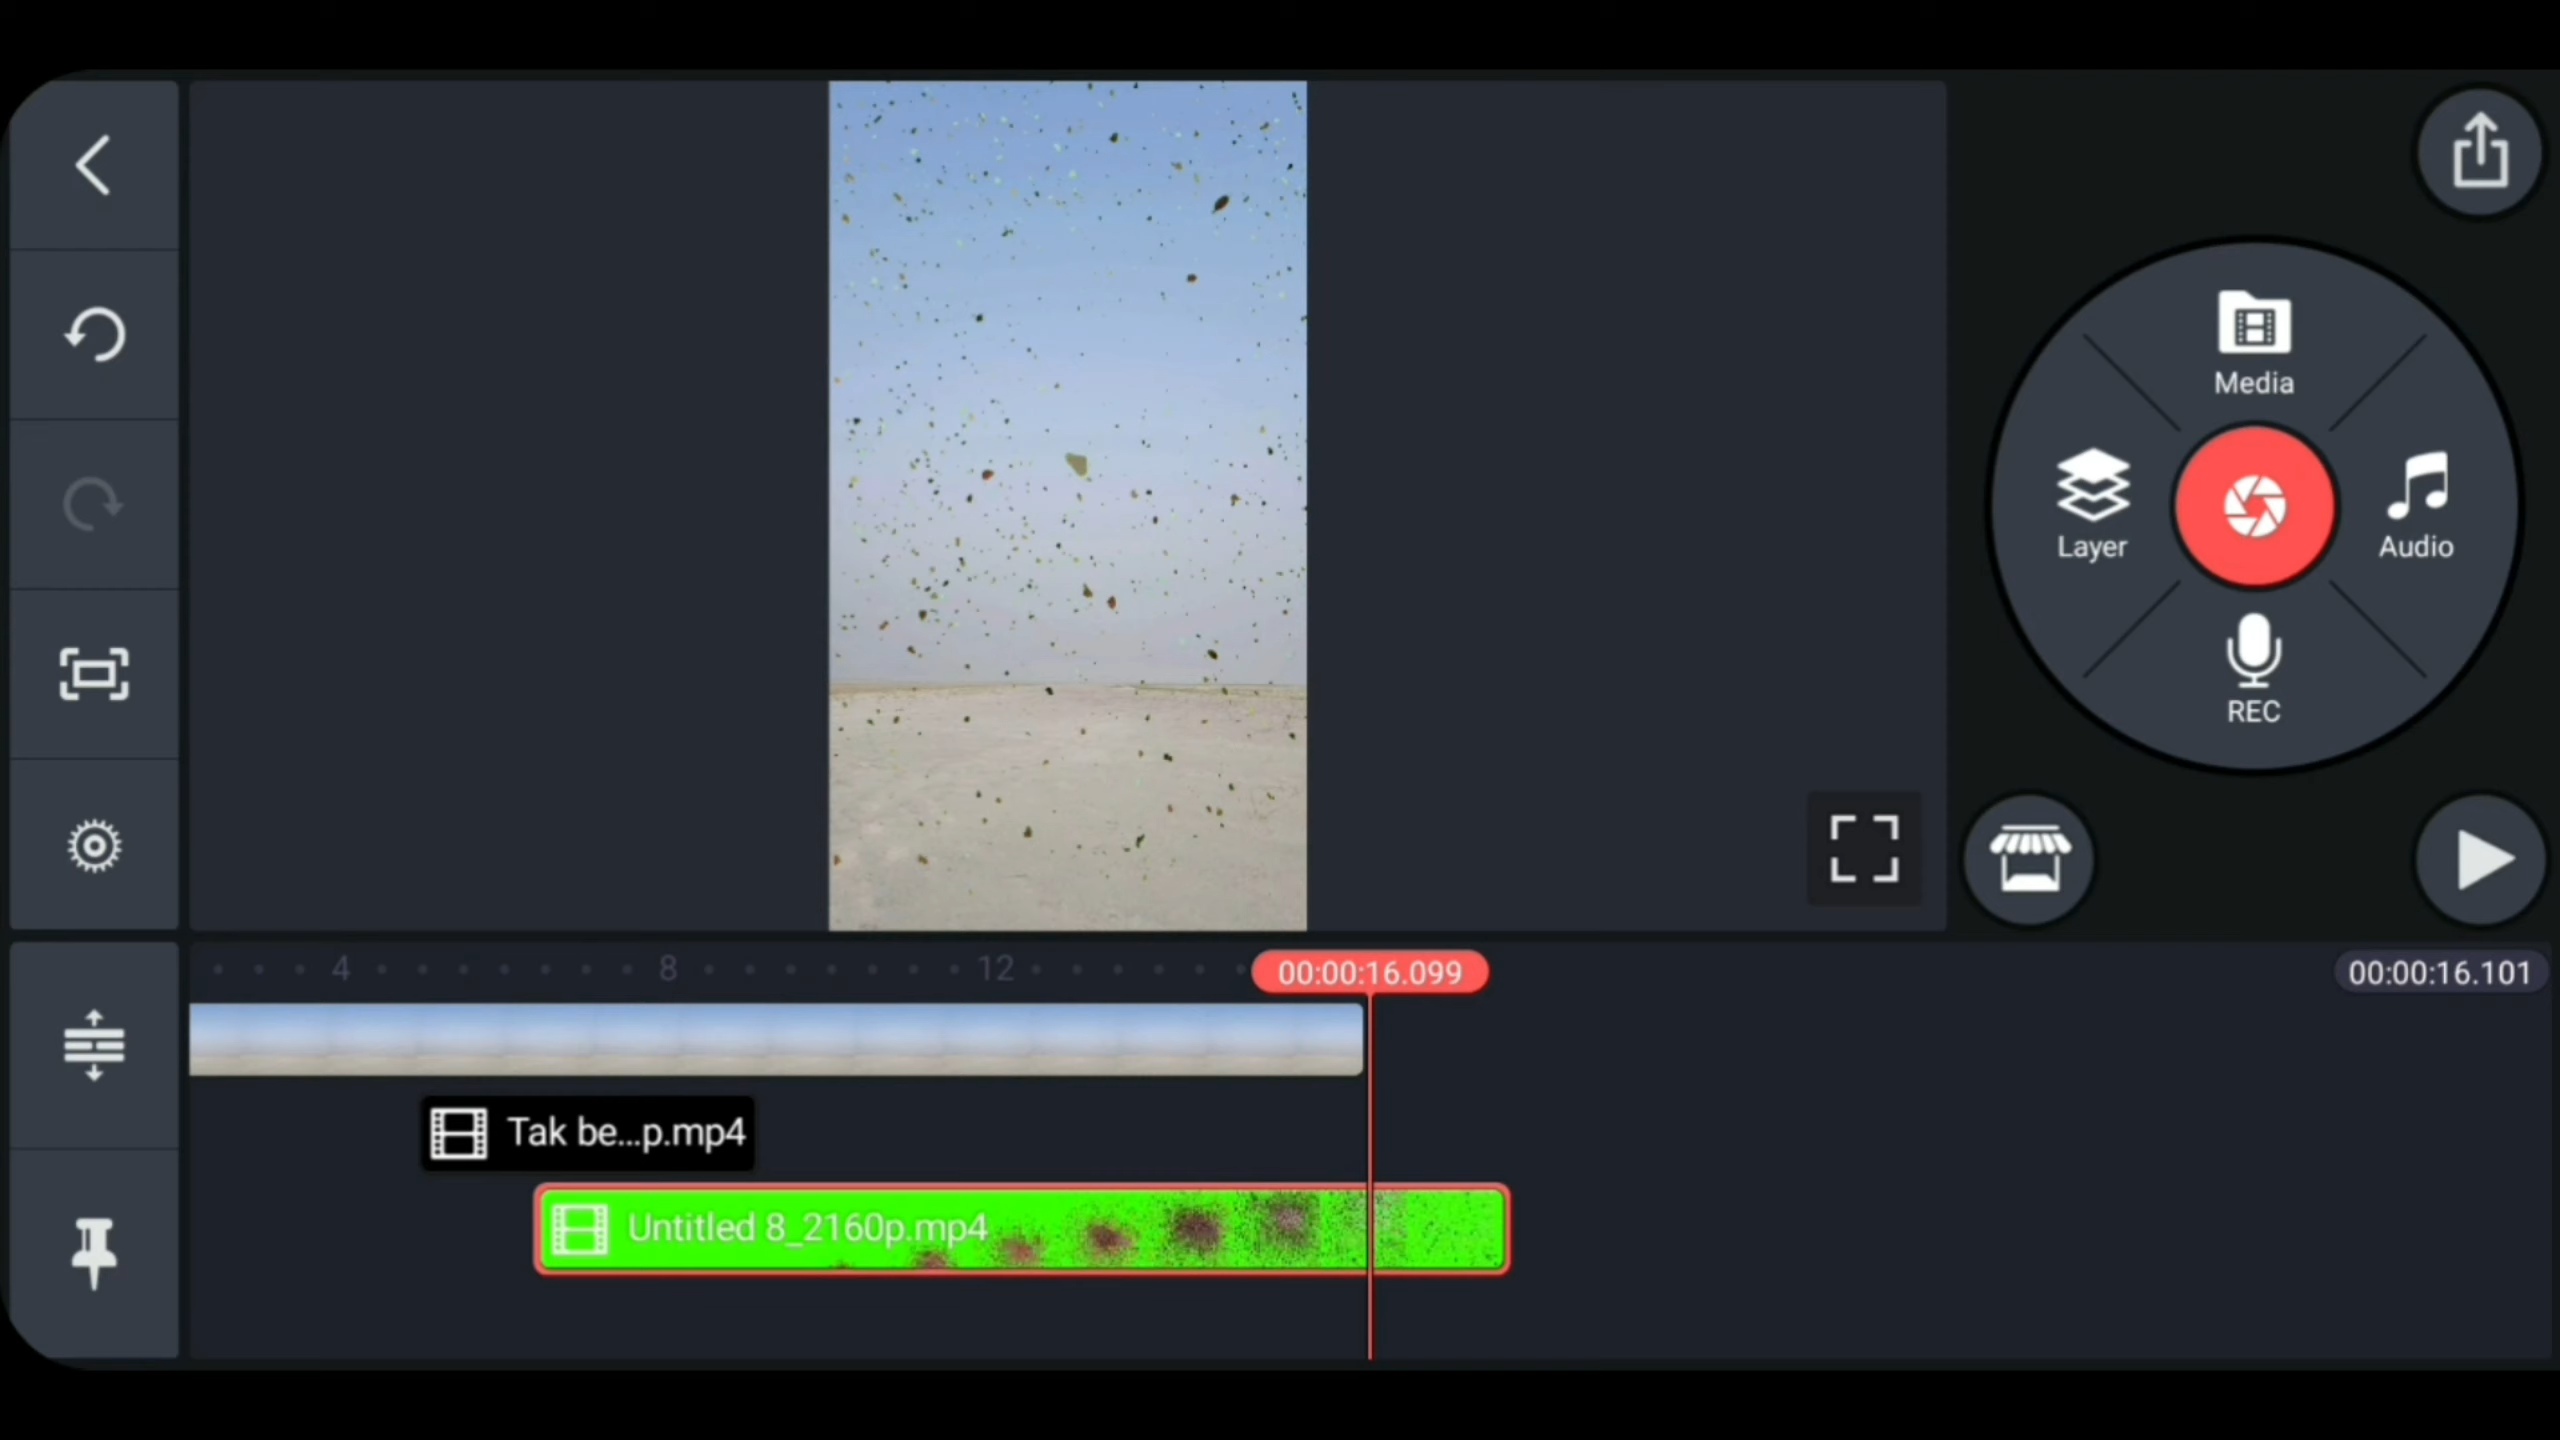 Media
Layer
Audio
REC
4
8
12
00:00:16.099
00:00:16.101
Tak be...p.mp4
Untitled 8_2160p.mp4